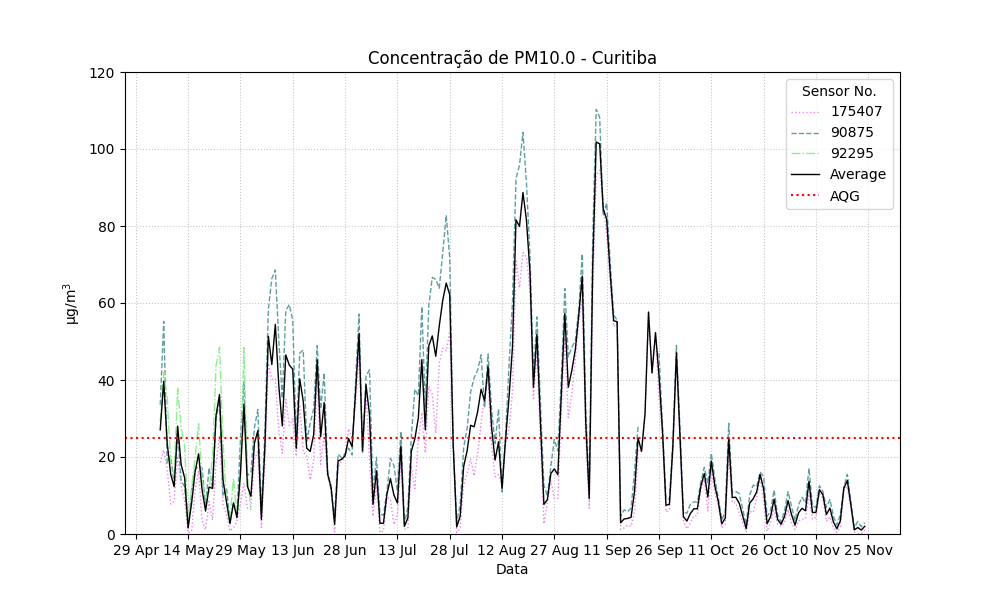 Concentração de PM10.0 - Curitiba
120
100
80
60
40
20
0
µg/m³
Sensor No.
175407
90875
92295
Average
AQG
29 Apr 14 May 29 May 13 Jun 28 Jun 13 Jul 28 Jul 12 Aug 27 Aug 11 Sep 26 Sep 11 Oct 26 Oct 10 Nov 25 Nov
Data